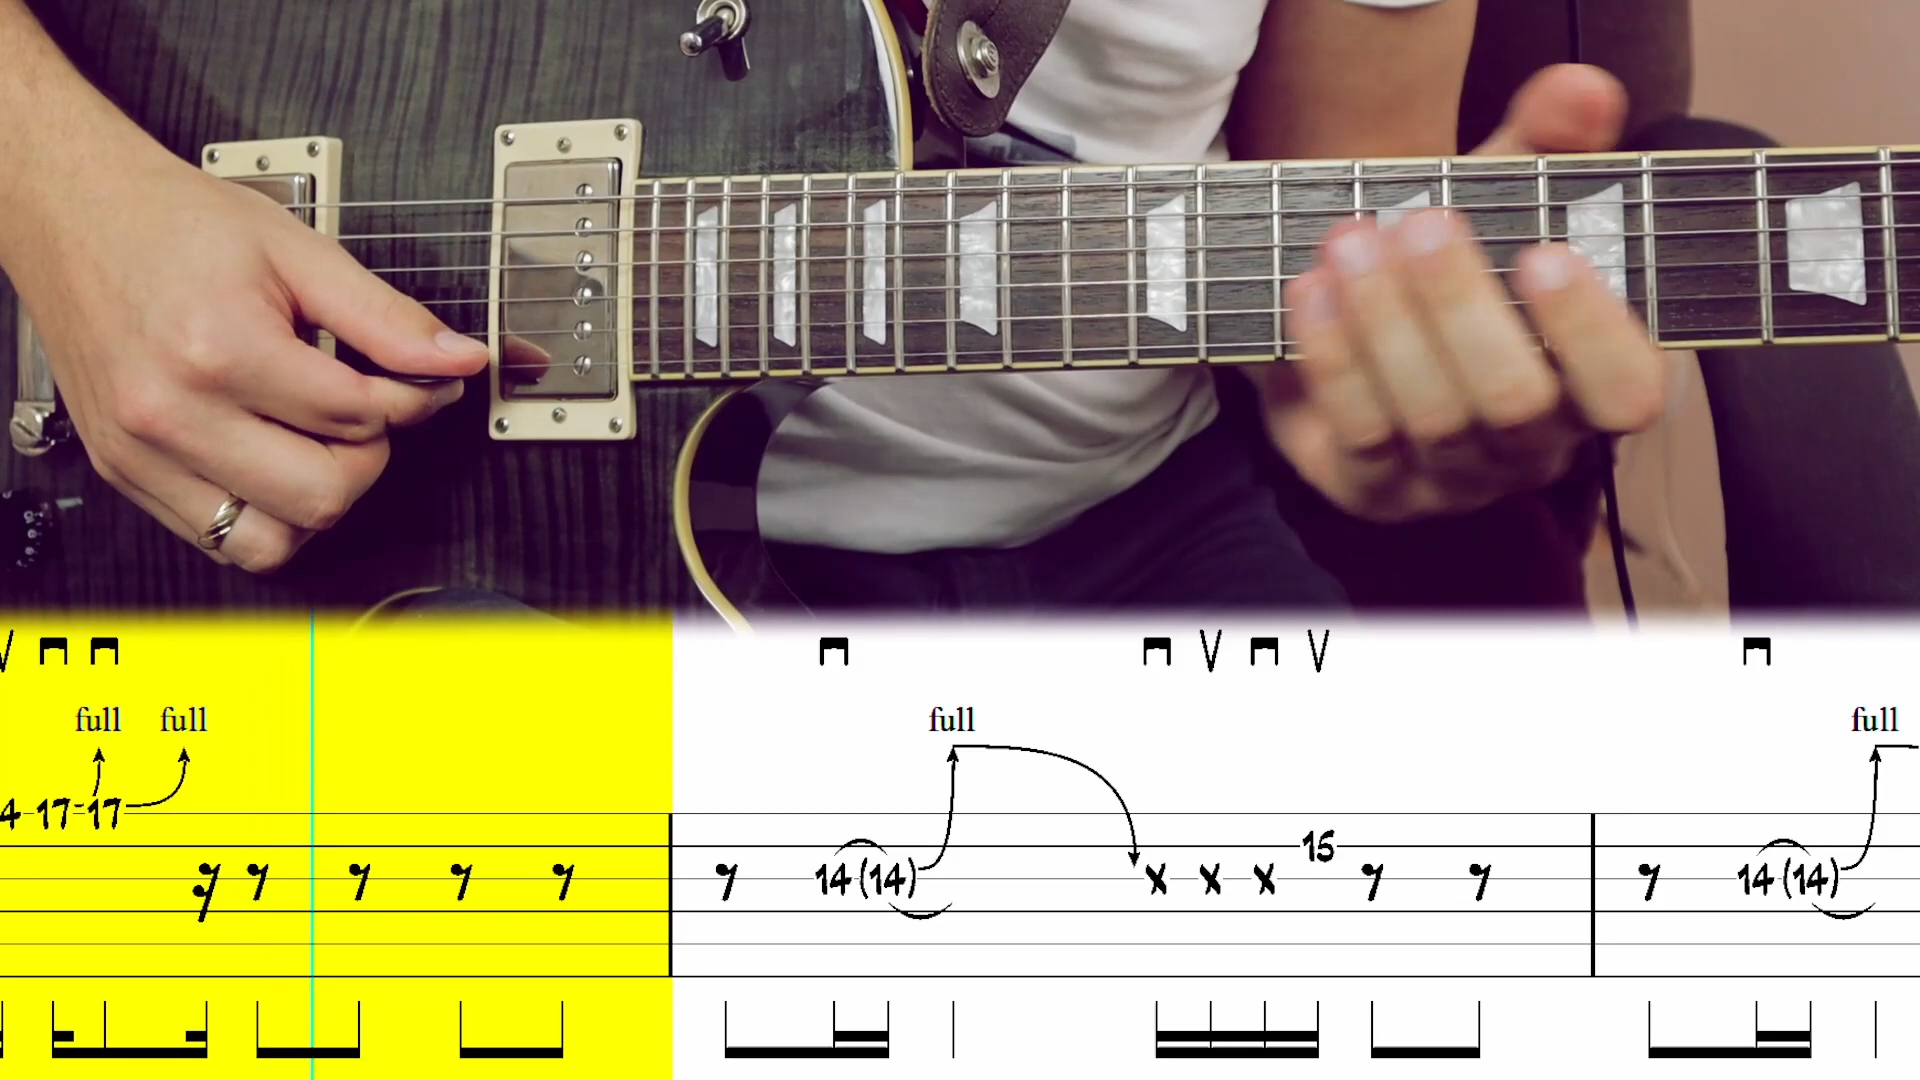 full full full full
4 17 17
15
14 (14) x x x 14 (14)